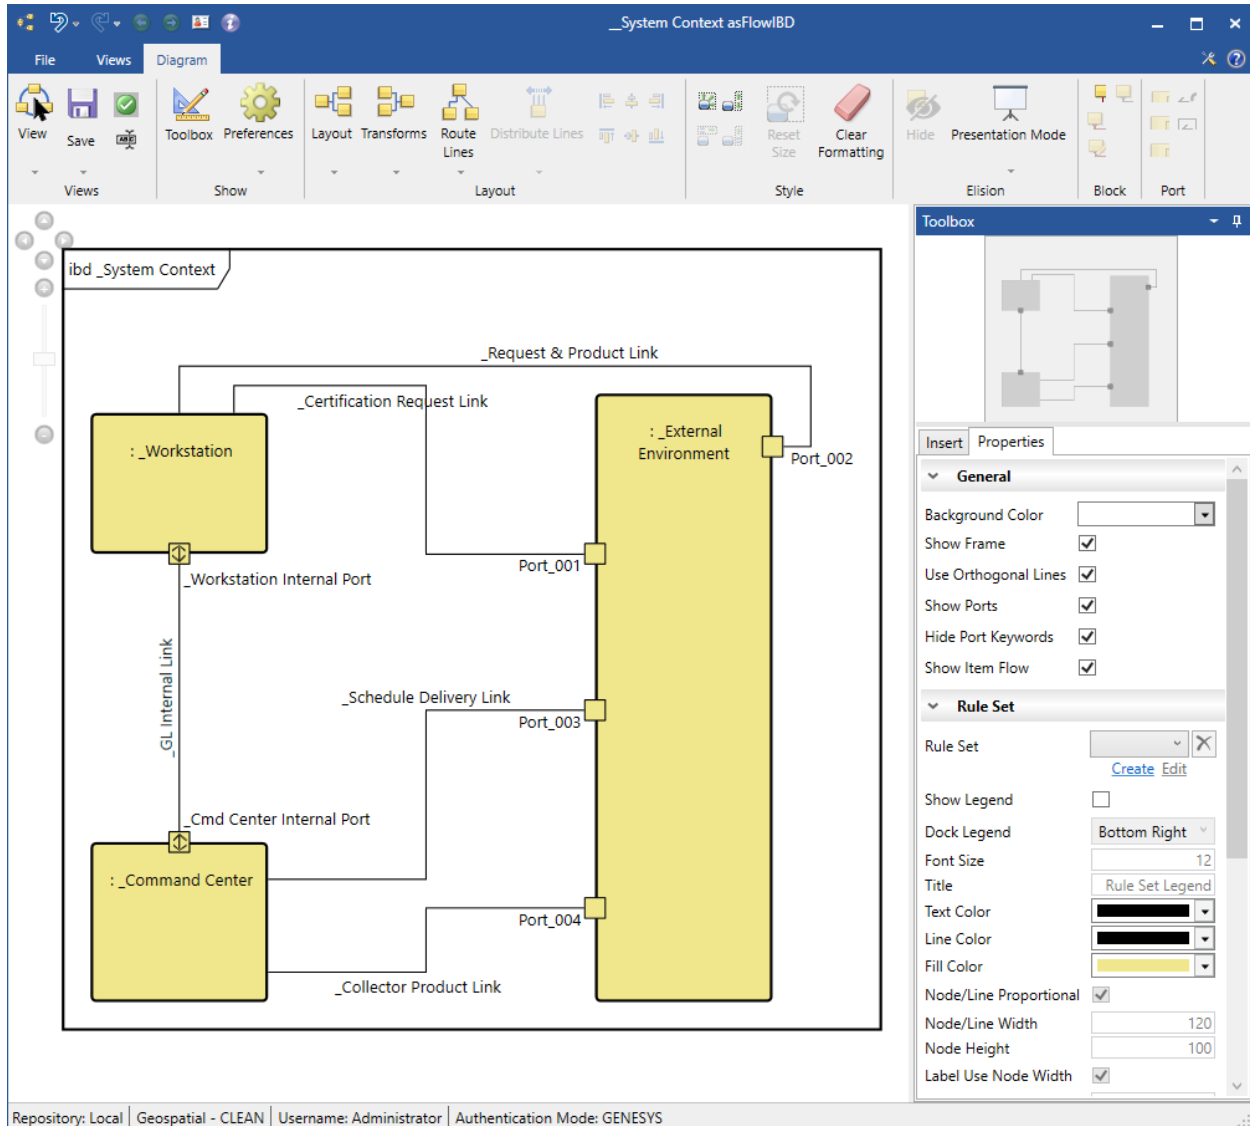 __System Context asFlowIBD
File Views Diagram
View
Save
Toolbox
Preferences
Layout
Transforms
Route
Lines
Distribute Lines
Reset
Size
Clear
Formatting
Hide
Presentation Mode
Views
Show
Layout
Style
Elision
Block
Port
ibd _System Context
_Request & Product Link
_Certification Request Link
: _Workstation
: _External
Environment
Port_002
Port_001
_Workstation Internal Port
_GL Internal Link
_Schedule Delivery Link
Port_003
_Cmd Center Internal Port
: _Command Center
Port_004
_Collector Product Link
Toolbox
Insert Properties
General
Background Color
Show Frame
Use Orthogonal Lines
Show Ports
Hide Port Keywords
Show Item Flow
Rule Set
Rule Set
Create Edit
Show Legend
Dock Legend Bottom Right
Font Size 12
Title Rule Set Legend
Text Color
Line Color
Fill Color
Node/Line Proportional
Node/Line Width 120
Node Height 100
Label Use Node Width
Repository: Local Geospatial - CLEAN Username: Administrator Authentication Mode: GENESYS